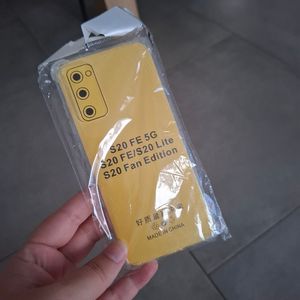 S20 FE 5G
S20 FE/S20 Lite
S20 Fan Edition
MADE IN CHINA